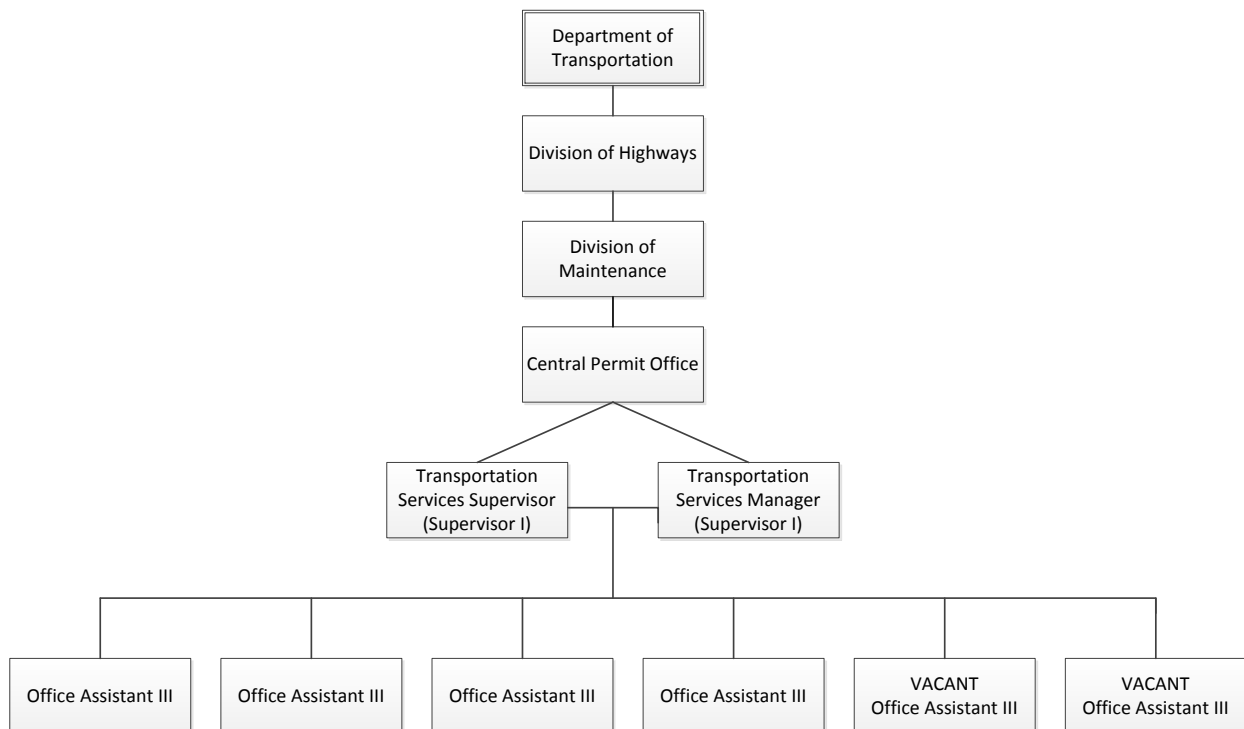 Department of
Transportation
Division of Highways
Division of
Maintenance
Central Permit Office
Transportation
Services Supervisor
(Supervisor I)
Transportation
Services Manager
(Supervisor I)
Office Assistant III
Office Assistant III
Office Assistant III
Office Assistant III
VACANT
Office Assistant III
VACANT
Office Assistant III